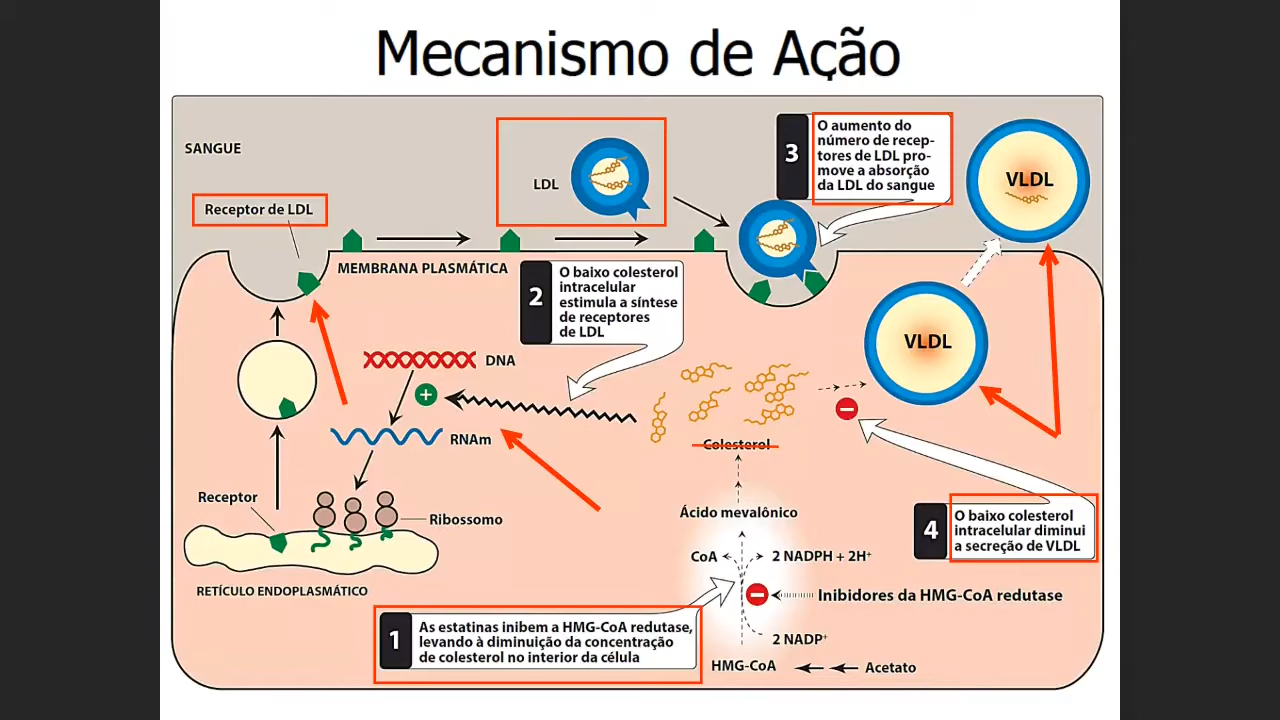 Mecanismo de Ação
SANGUE
Receptor de LDL
LDL
3
O aumento do
número de recep-
tores de LDL pro-
move a absorção
da LDL do sangue
VLDL
MEMBRANA PLASMÁTICA
2
O baixo colesterol
intracelular
estimula a síntese
de receptores
de LDL
VLDL
DNA
+
RNAm
Colesterol
Receptor
Ribossomo
RETÍCULO ENDOPLASMÁTICO
Ácido mevalônico
CoA
2 NADPH + 2H⁺
Inibidores da HMG-CoA redutase
2 NADP⁺
HMG-CoA
Acetato
4
O baixo colesterol
intracelular diminui
a secreção de VLDL
1
As estatinas inibem a HMG-CoA redutase,
levando à diminuição da concentração
de colesterol no interior da célula